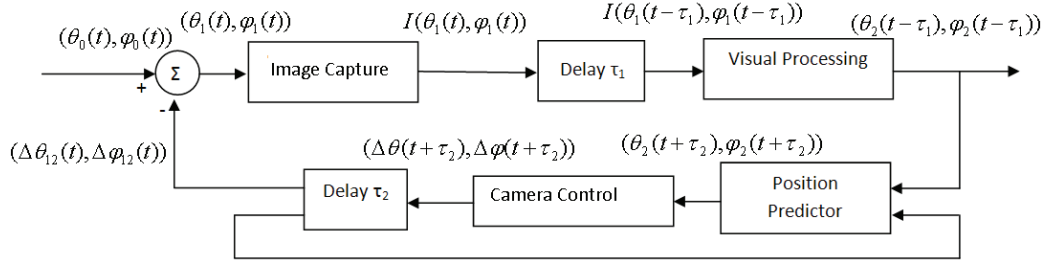 (θ₀(t),φ₀(t))
(θ₁(t),φ₁(t))
I(θ₁(t),φ₁(t))
I(θ₁(t−τ₁),φ₁(t−τ₁))
(θ₂(t−τ₁),φ₂(t−τ₁))
Σ
+
-
Image Capture
Delay τ₁
Visual Processing
(Δθ₁₂(t),Δφ₁₂(t))
(Δθ(t+τ₂),Δφ(t+τ₂))
(θ₂(t+τ₂),φ₂(t+τ₂))
Delay τ₂
Camera Control
Position
Predictor